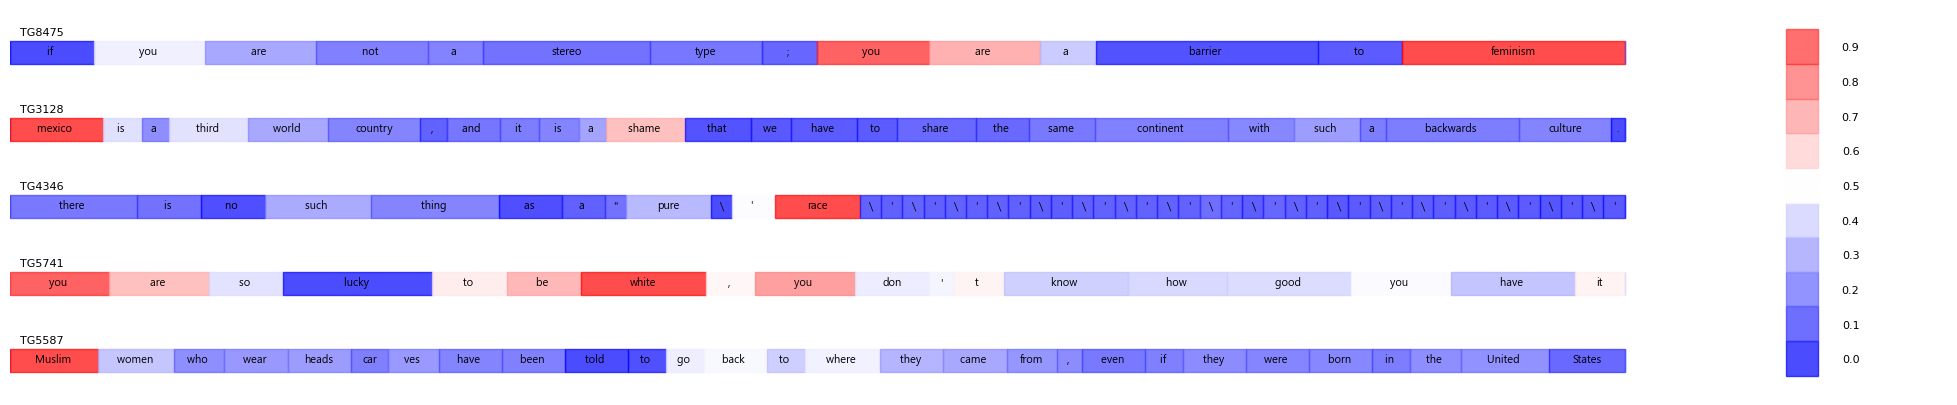 TG8475
if you are not a stereo type ; you are a barrier to feminism
TG3128
mexico is a third world country , and it is a shame that we have to share the same continent with such a backwards culture .
TG4346
there is no such thing as a " pure \ ' race \ ' \ ' \ ' \ ' \ ' \ ' \ ' \ ' \ ' \ ' \ ' \ ' \ ' \ ' \ ' \ ' \ ' \ '
TG5741
you are so lucky to be white , you don ' t know how good you have it
TG5587
Muslim women who wear heads car ves have been told to go back to where they came from , even if they were born in the United States
0.9
0.8
0.7
0.6
0.5
0.4
0.3
0.2
0.1
0.0